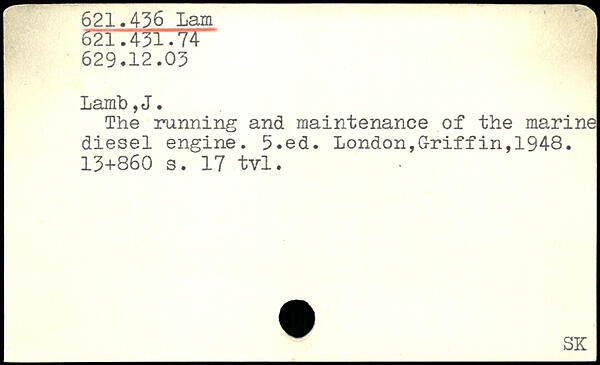 621.436 Lam
621.431.74
629.12.03
Lamb,J.
The running and maintenance of the marine
diesel engine. 5.ed. London,Griffin,1948.
13+860 s. 17 tvl.
SK